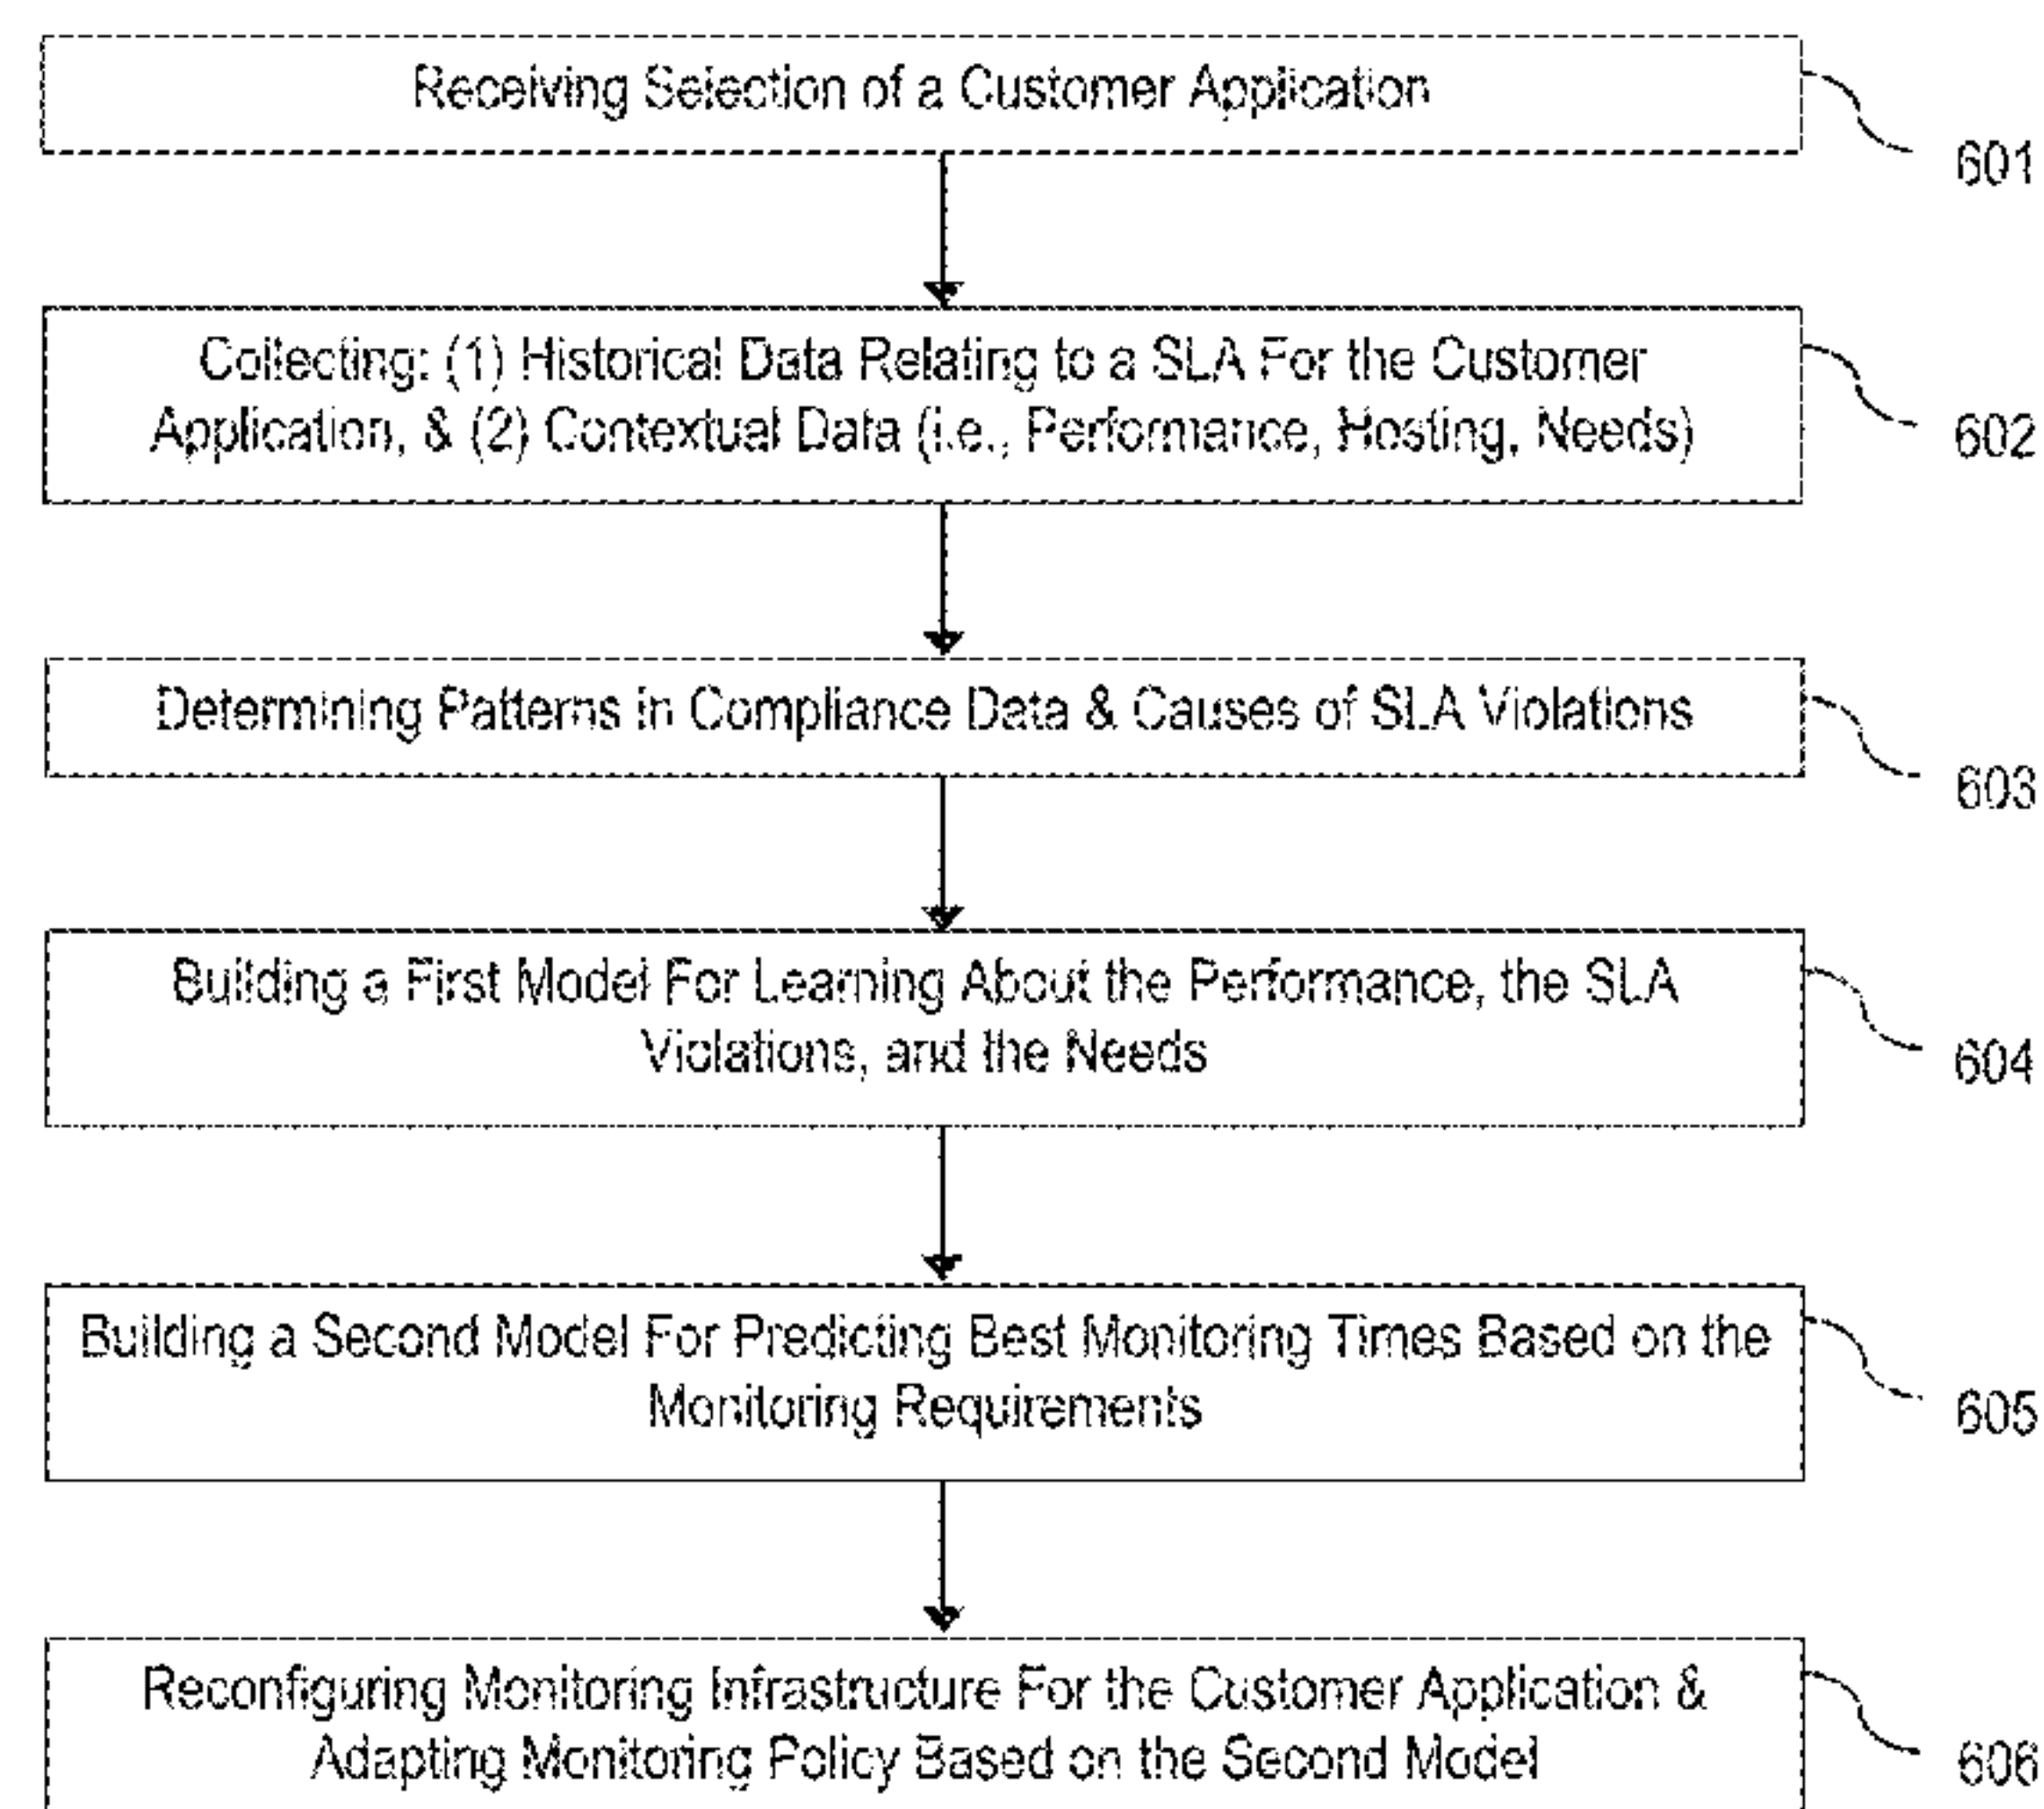 Receiving Selection of a Customer Application
601
Collecting: (1) Historical Data Relating to a SLA For the Customer
Application, & (2) Contextual Data (i.e., Performance, Hosting, Needs)
602
Determining Patterns in Compliance Data & Causes of SLA Violations
603
Building a First Model For Learning About the Performance, the SLA
Violations, and the Needs
604
Building a Second Model For Predicting Best Monitoring Times Based on the
Monitoring Requirements
605
Reconfiguring Monitoring Infrastructure For the Customer Application &
Adapting Monitoring Policy Based on the Second Model
606